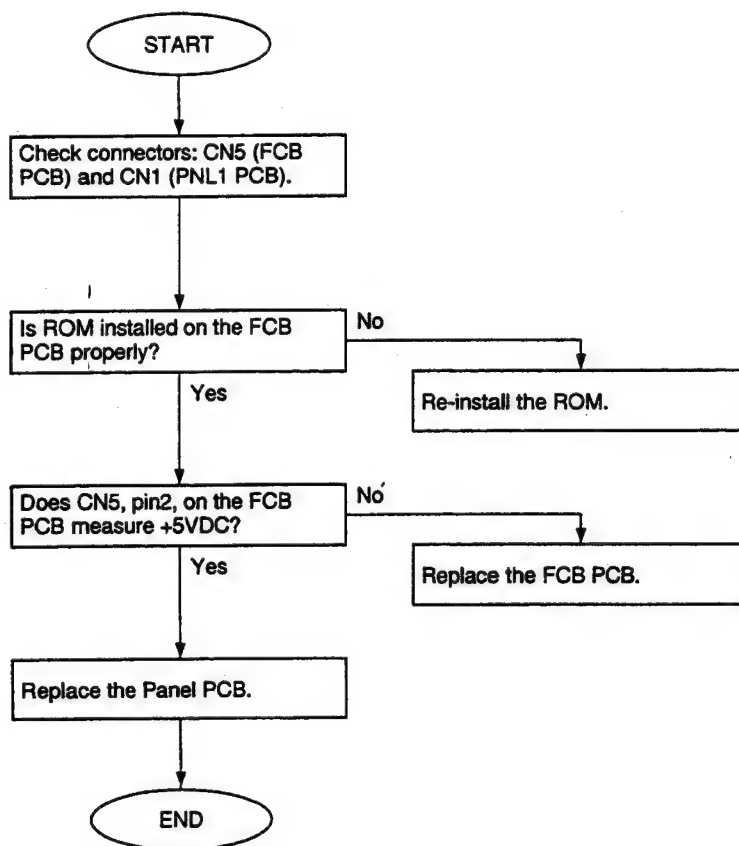 START
Check connectors: CN5 (FCB
PCB) and CN1 (PNL1 PCB).
Is ROM installed on the FCB
PCB properly?
No
Re-install the ROM.
Yes
Does CN5, pin2, on the FCB
PCB measure +5VDC?
No
Replace the FCB PCB.
Yes
Replace the Panel PCB.
END